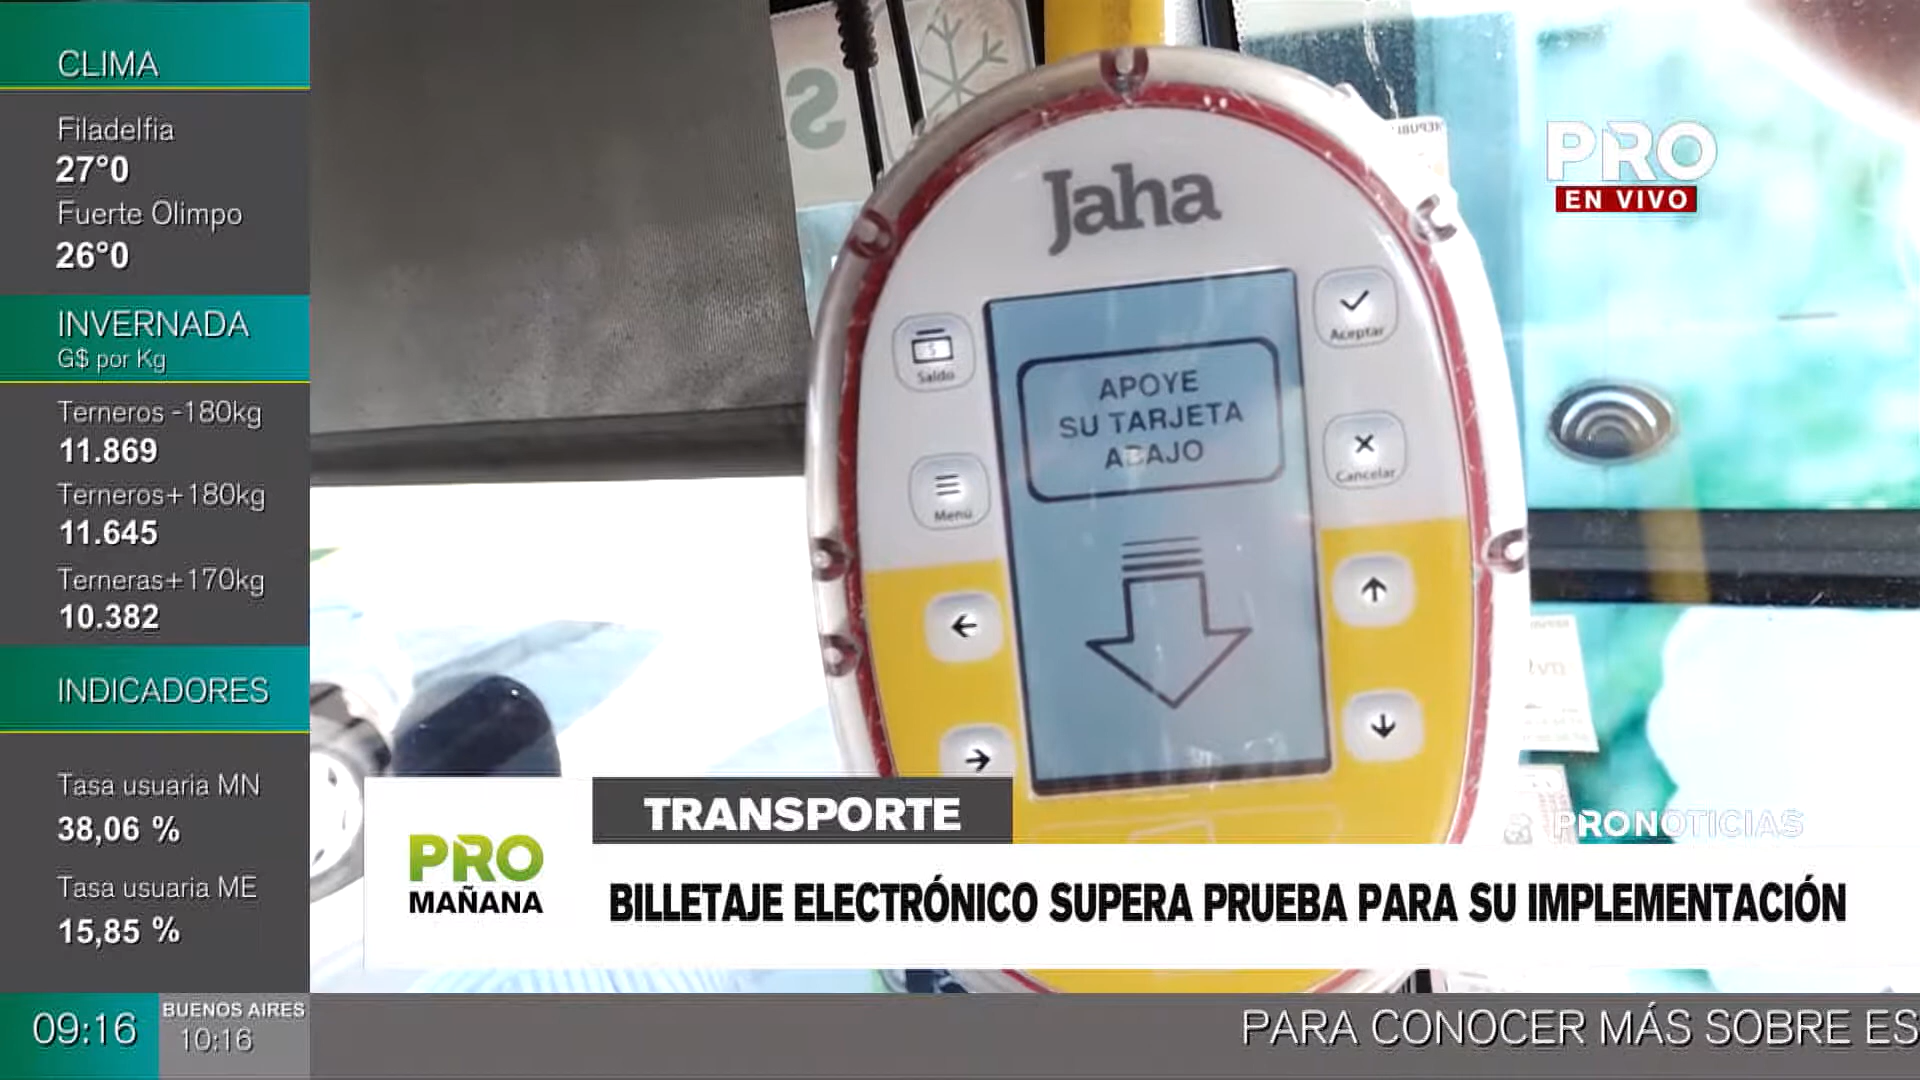 CLIMA
Filadelfia
27°0
Fuerte Olimpo
26°0
INVERNADA
G$ por Kg
Terneros -180kg
11.869
Terneros+180kg
11.645
Terneras+170kg
10.382
INDICADORES
Tasa usuaria MN
38,06 %
Tasa usuaria ME
15,85 %
09:16
BUENOS AIRES
10:16
PRO
EN VIVO
Jaha
Saldo
Menú
Aceptar
Cancelar
APOYE
SU TARJETA
ABAJO
PRONOTICIAS
TRANSPORTE
PRO
MAÑANA
BILLETAJE ELECTRÓNICO SUPERA PRUEBA PARA SU IMPLEMENTACIÓN
PARA CONOCER MÁS SOBRE ES